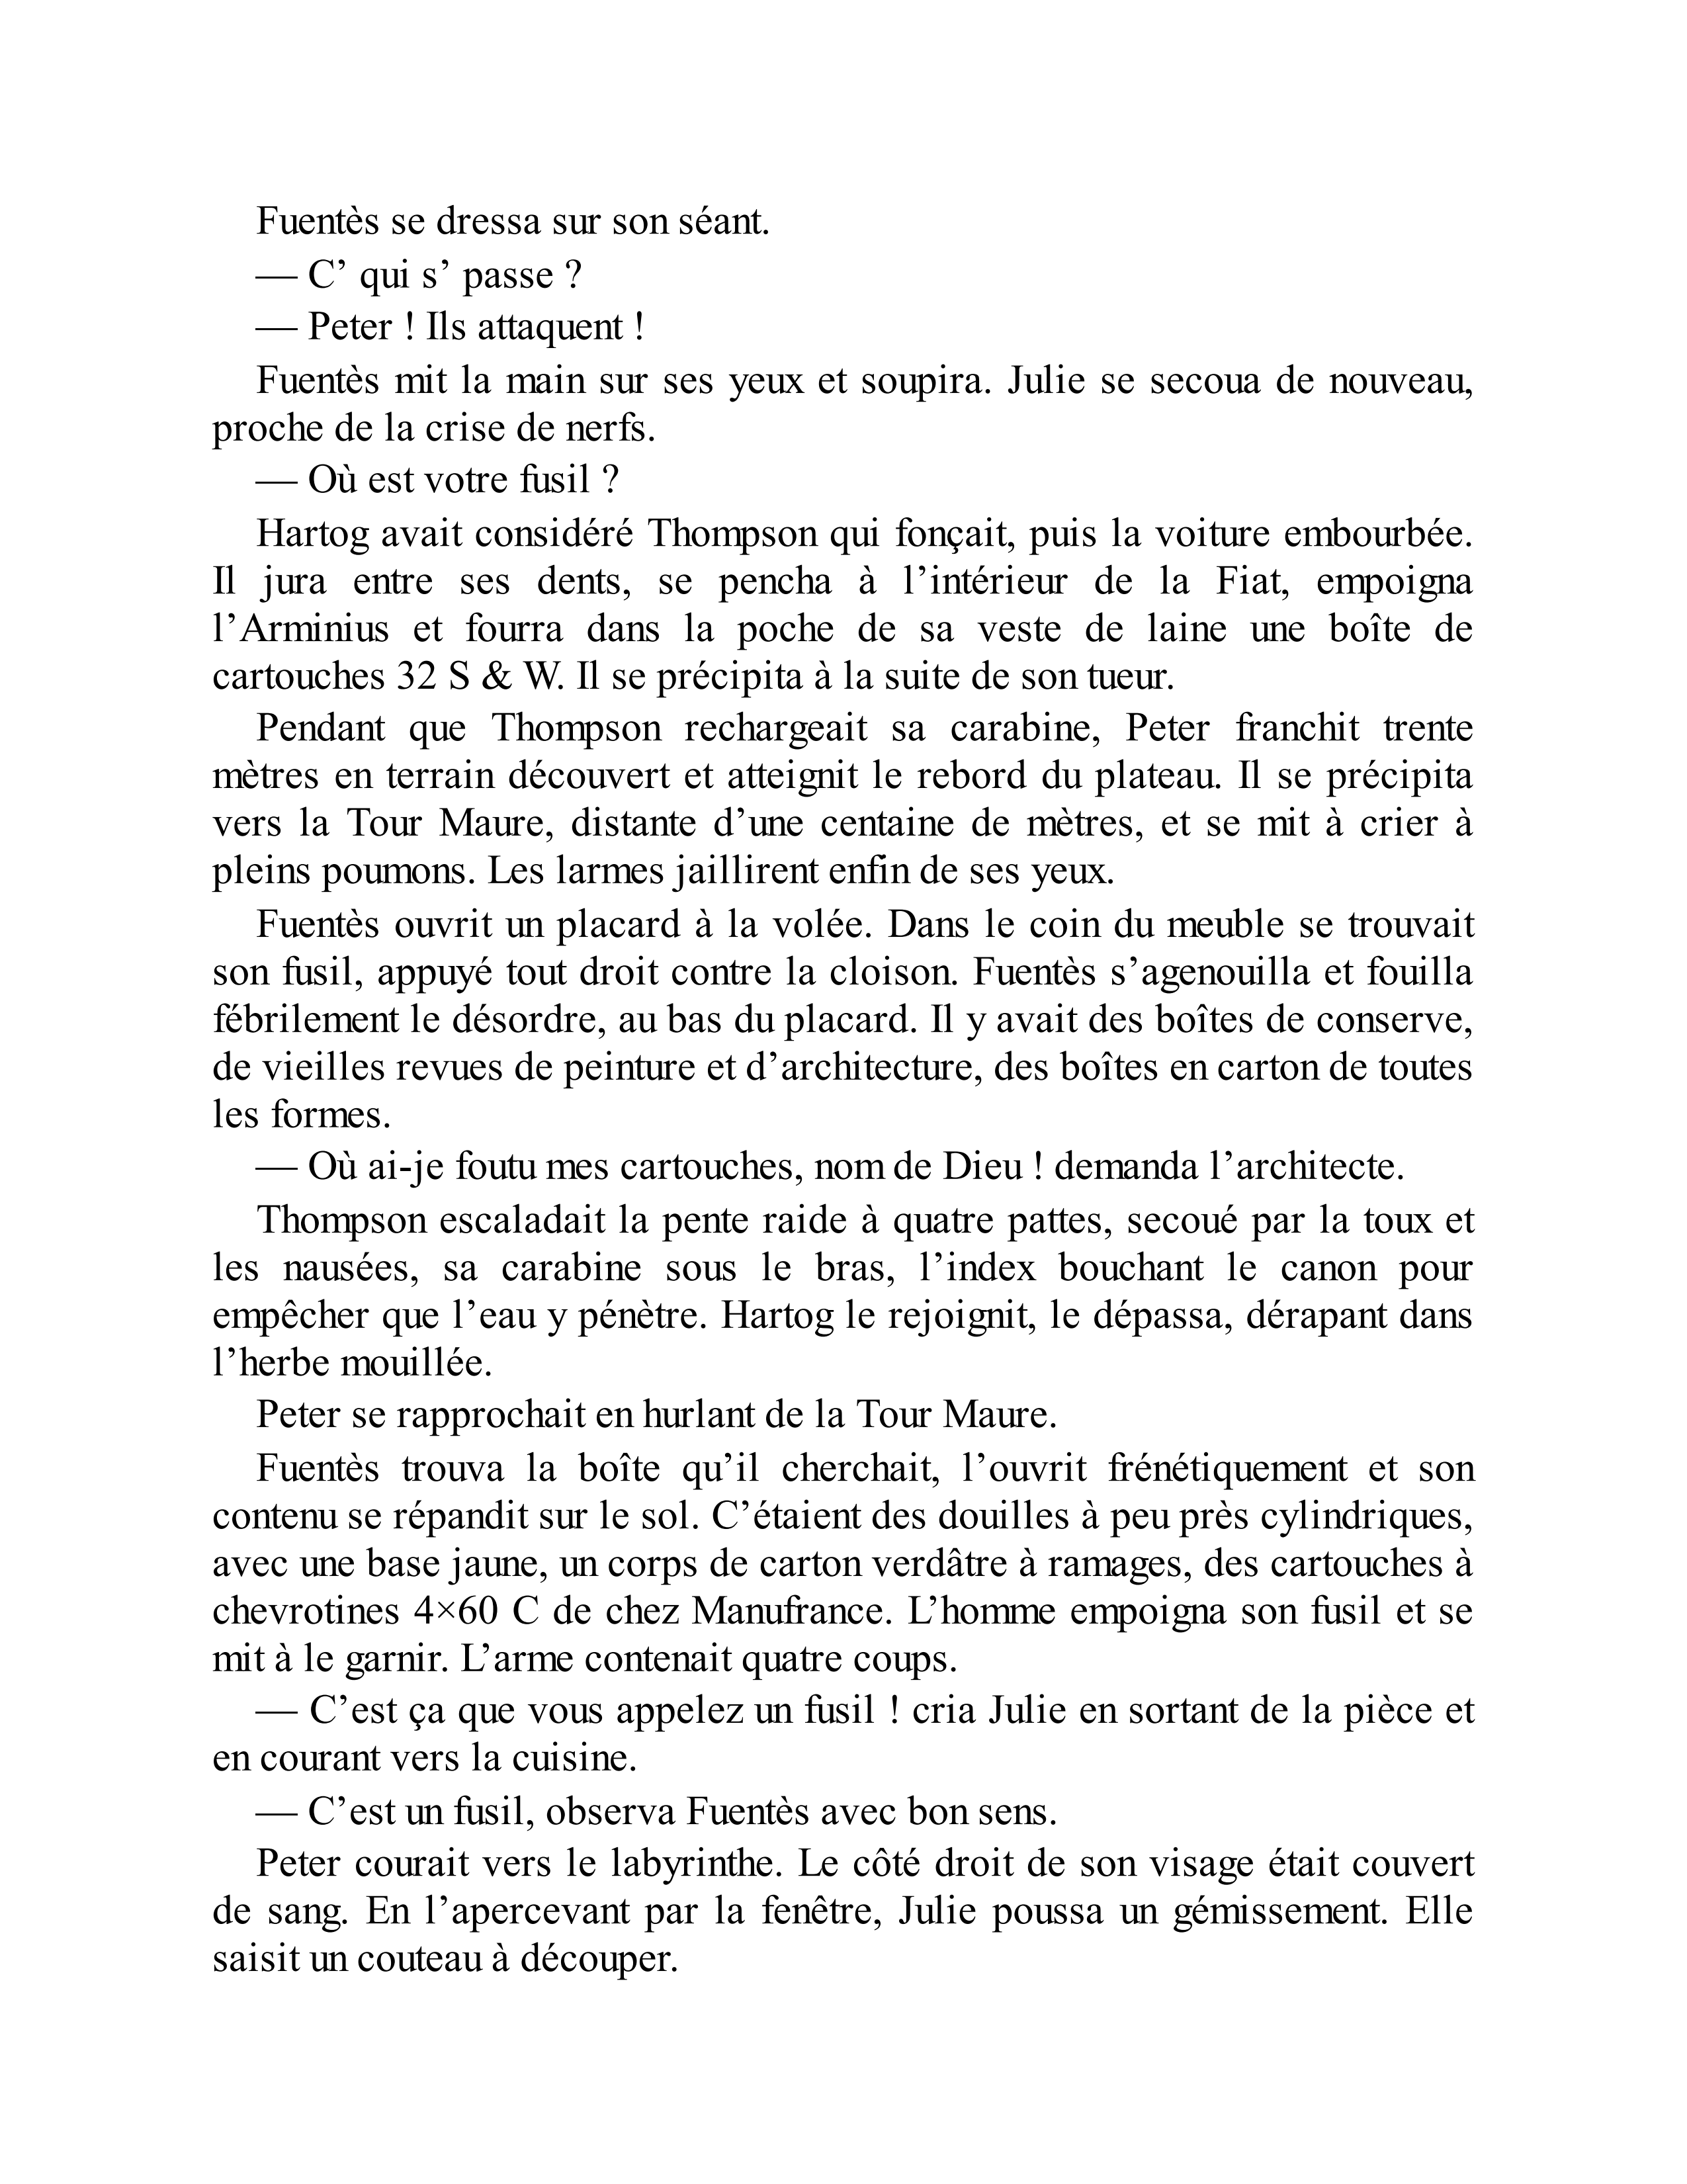 Fuentès se dressa sur son séant.
— C’ qui s’ passe ?
— Peter ! Ils attaquent !
Fuentès mit la main sur ses yeux et soupira. Julie se secoua de nouveau,
proche de la crise de nerfs.
— Où est votre fusil ?
Hartog avait considéré Thompson qui fonçait, puis la voiture embourbée.
Il jura entre ses dents, se pencha à l’intérieur de la Fiat, empoigna
l’Arminius et fourra dans la poche de sa veste de laine une boîte de
cartouches 32 S & W. Il se précipita à la suite de son tueur.
Pendant que Thompson rechargeait sa carabine, Peter franchit trente
mètres en terrain découvert et atteignit le rebord du plateau. Il se précipita
vers la Tour Maure, distante d’une centaine de mètres, et se mit à crier à
pleins poumons. Les larmes jaillirent enfin de ses yeux.
Fuentès ouvrit un placard à la volée. Dans le coin du meuble se trouvait
son fusil, appuyé tout droit contre la cloison. Fuentès s’agenouilla et fouilla
fébrilement le désordre, au bas du placard. Il y avait des boîtes de conserve,
de vieilles revues de peinture et d’architecture, des boîtes en carton de toutes
les formes.
— Où ai-je foutu mes cartouches, nom de Dieu ! demanda l’architecte.
Thompson escaladait la pente raide à quatre pattes, secoué par la toux et
les nausées, sa carabine sous le bras, l’index bouchant le canon pour
empêcher que l’eau y pénètre. Hartog le rejoignit, le dépassa, dérapant dans
l’herbe mouillée.
Peter se rapprochait en hurlant de la Tour Maure.
Fuentès trouva la boîte qu’il cherchait, l’ouvrit frénétiquement et son
contenu se répandit sur le sol. C’étaient des douilles à peu près cylindriques,
avec une base jaune, un corps de carton verdâtre à ramages, des cartouches à
chevrotines 4×60 C de chez Manufrance. L’homme empoigna son fusil et se
mit à le garnir. L’arme contenait quatre coups.
— C’est ça que vous appelez un fusil ! cria Julie en sortant de la pièce et
en courant vers la cuisine.
— C’est un fusil, observa Fuentès avec bon sens.
Peter courait vers le labyrinthe. Le côté droit de son visage était couvert
de sang. En l’apercevant par la fenêtre, Julie poussa un gémissement. Elle
saisit un couteau à découper.